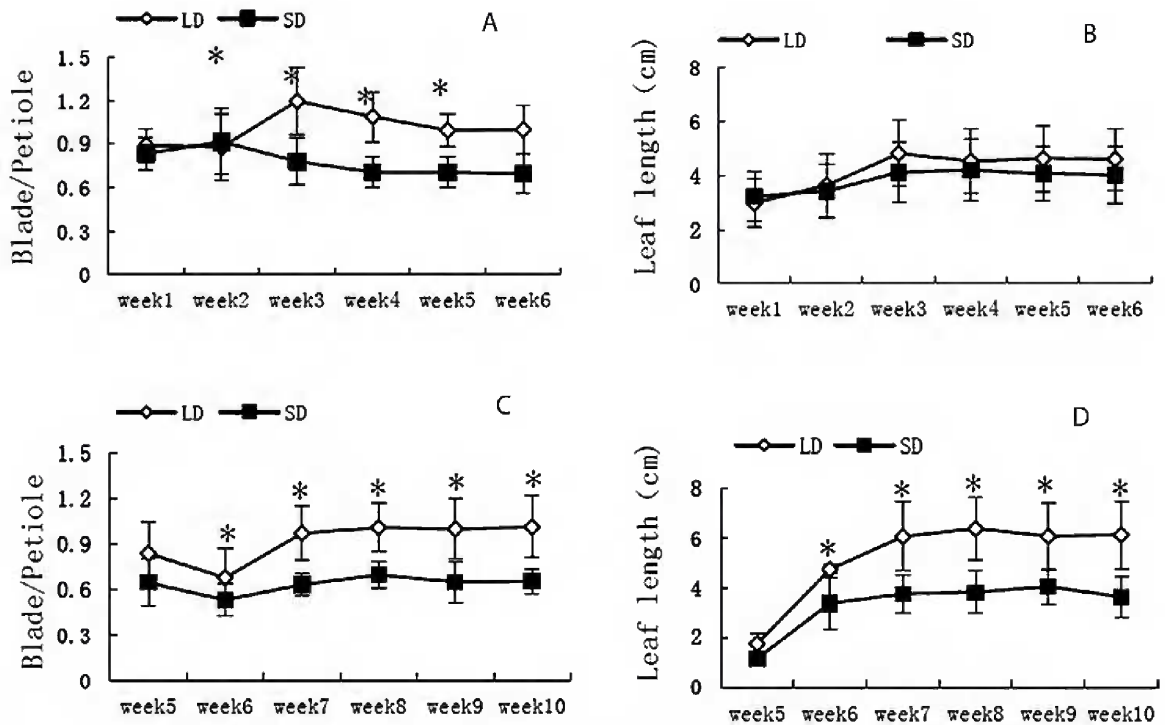 LD SD A
Blade/Petiole
1.5
1.2
0.9
0.6
0.3
0
* * * *
week1 week2 week3 week4 week5 week6
LD SD B
Leaf length (cm)
8
6
4
2
0
week1 week2 week3 week4 week5 week6
LD SD C
Blade/Petiole
1.5
1.2
0.9
0.6
0.3
0
* * * * *
week5 week6 week7 week8 week9 week10
D
LD SD
Leaf length (cm)
8
6
4
2
0
* * * * *
week5 week6 week7 week8 week9 week10